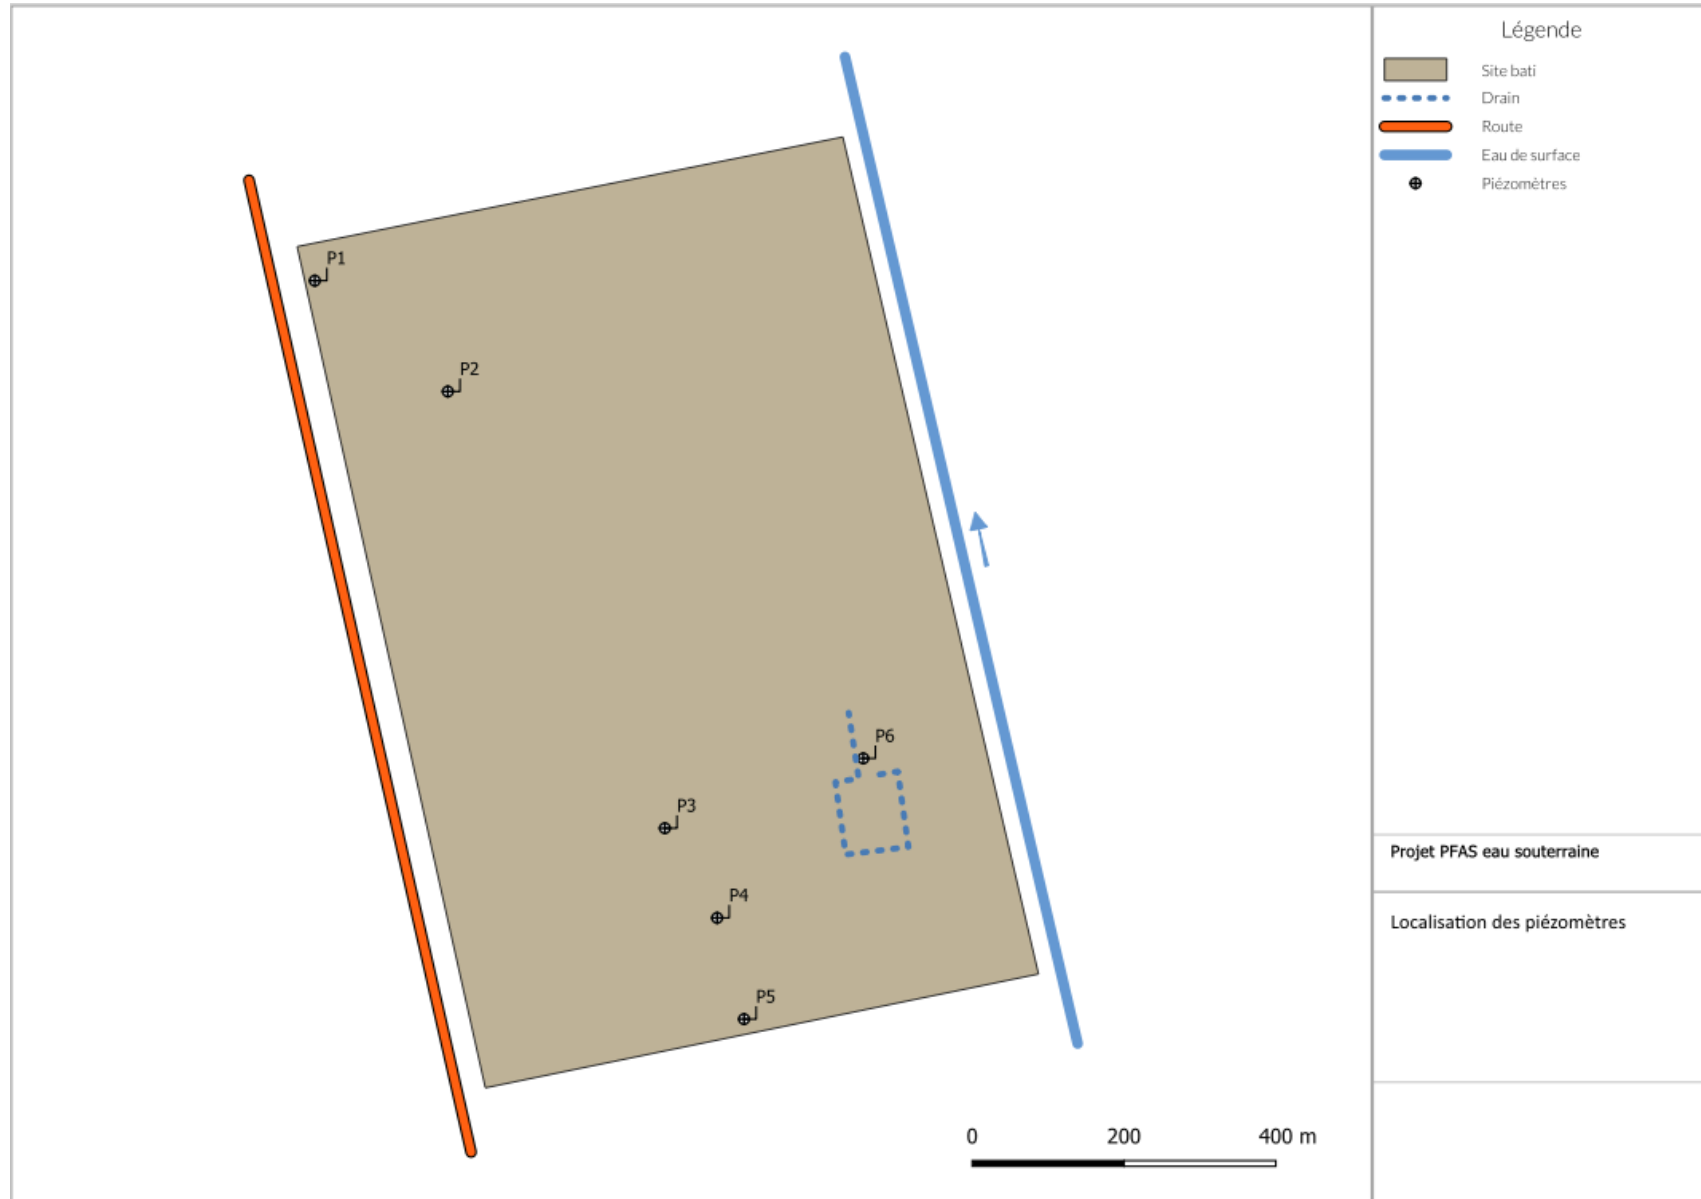 Légende
Site bati
Drain
Route
Eau de surface
Piézomètres
P1
P2
P6
P3
P4
P5
0 200 400 m
Projet PFAS eau souterraine
Localisation des piézomètres